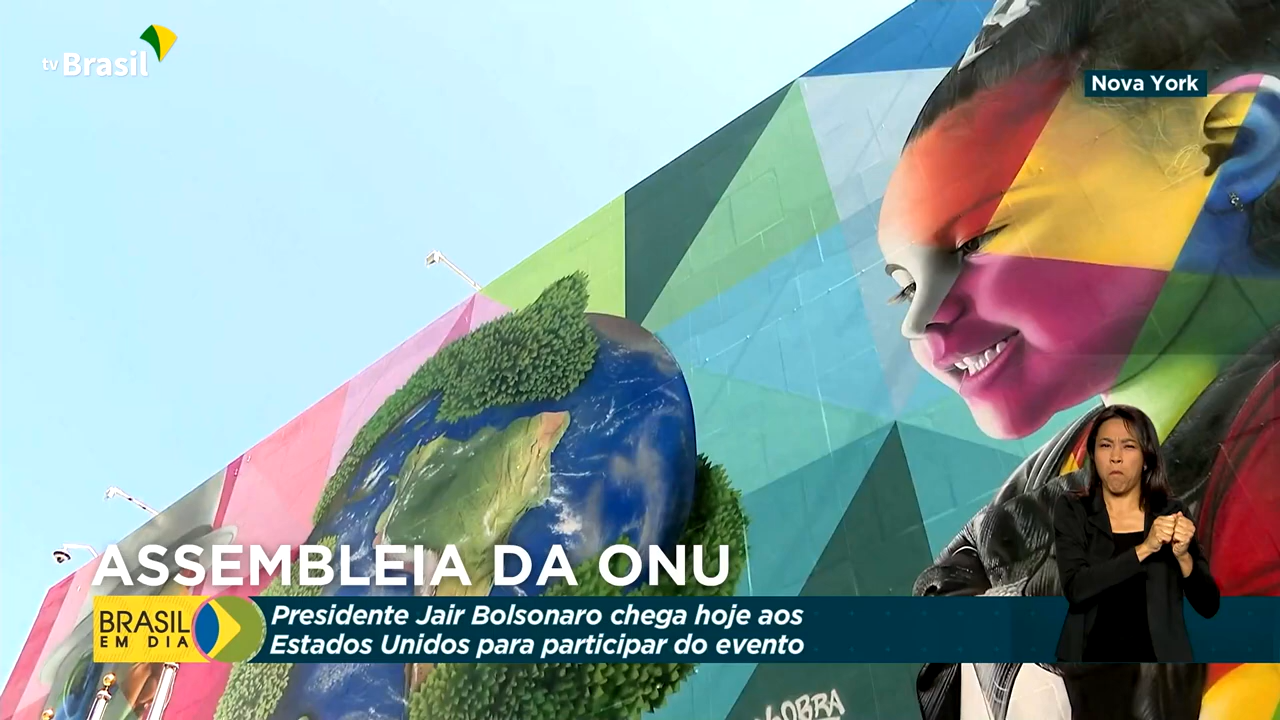 tv Brasil
Nova York
ASSEMBLEIA DA ONU
BRASIL
EM DIA
Presidente Jair Bolsonaro chega hoje aos
Estados Unidos para participar do evento